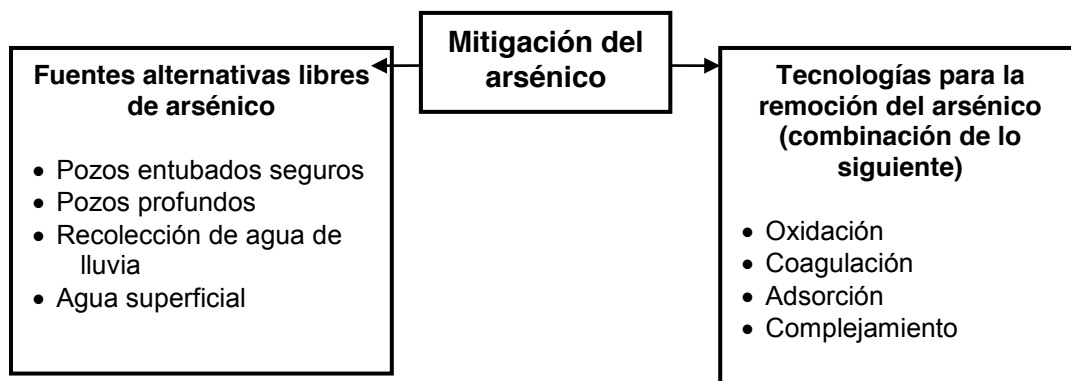 Mitigación del
arsénico
Fuentes alternativas libres
de arsénico
• Pozos entubados seguros
• Pozos profundos
• Recolección de agua de
lluvia
• Agua superficial
Tecnologías para la
remoción del arsénico
(combinación de lo
siguiente)
• Oxidación
• Coagulación
• Adsorción
• Complejamiento